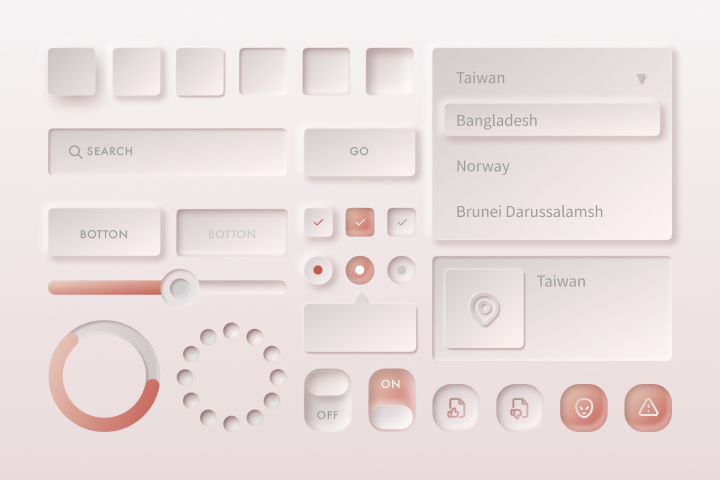 Taiwan
Bangladesh
Norway
Brunei Darussalamsh
SEARCH
GO
BOTTON
BOTTON
Taiwan
OFF
ON